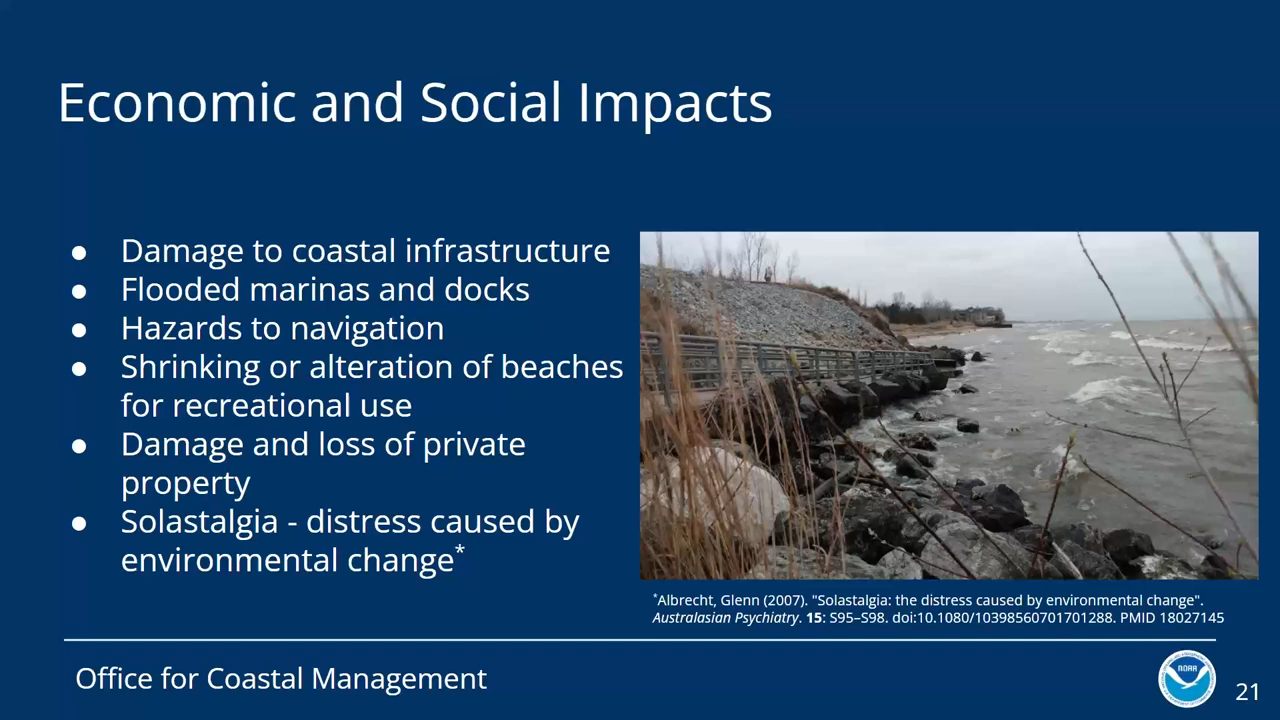 Economic and Social Impacts
● Damage to coastal infrastructure
● Flooded marinas and docks
● Hazards to navigation
● Shrinking or alteration of beaches
for recreational use
● Damage and loss of private
property
● Solastalgia - distress caused by
environmental change*
*Albrecht, Glenn (2007). "Solastalgia: the distress caused by environmental change".
Australasian Psychiatry. 15: S95–S98. doi:10.1080/10398560701701288. PMID 18027145
Office for Coastal Management
NOAA
21